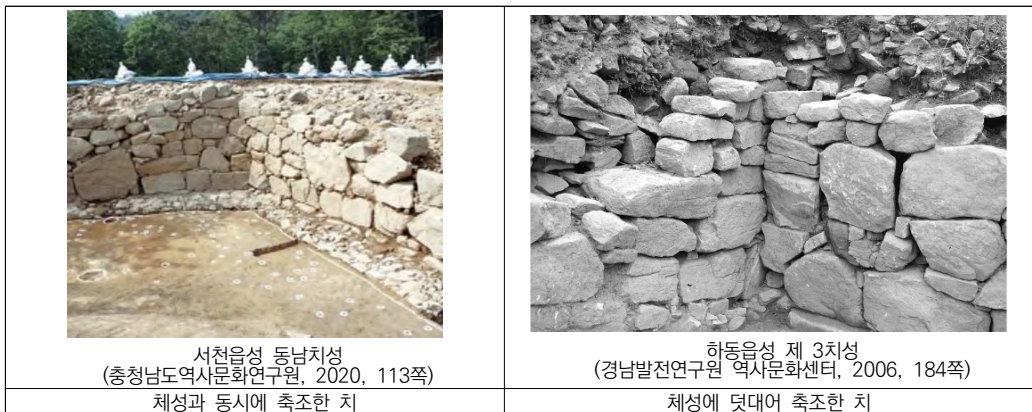 서천읍성 동남치성
(충청남도역사문화연구원, 2020, 113쪽)
체성과 동시에 축조한 치
하동읍성 제 3치성
(경남발전연구원 역사문화센터, 2006, 184쪽)
체성에 덧대어 축조한 치